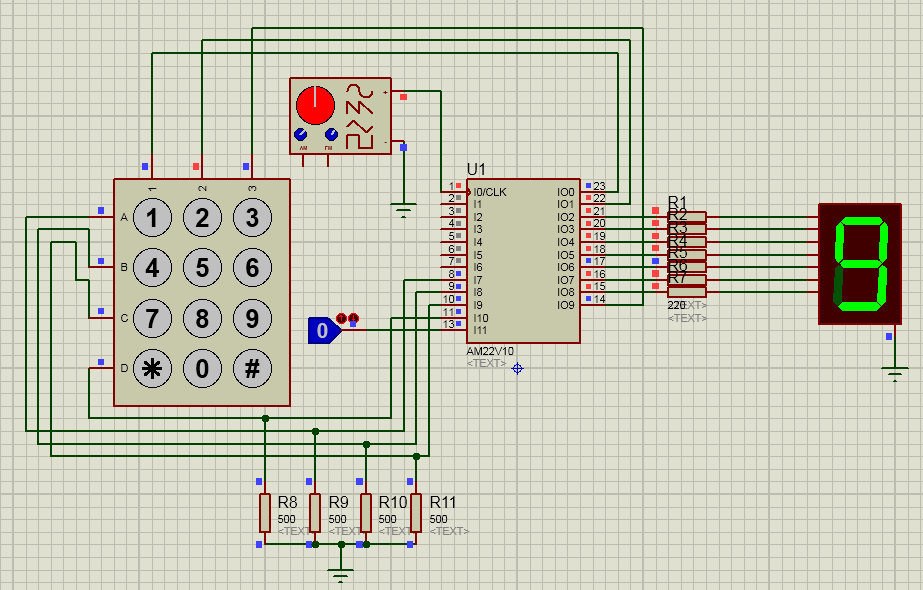 1 2 3
A 1 2 3
B 4 5 6
C 7 8 9
D * 0 #
AM FM
+
-
0
U1
1 I0/CLK IO0 23
2 I1 IO1 22
3 I2 IO2 21
4 I3 IO3 20
5 I4 IO4 19
6 I5 IO5 18
7 I6 IO6 17
8 I7 IO7 16
9 I8 IO8 15
10 I9 IO9 14
11 I10
13 I11
AM22V10
<TEXT>
R1
R2
R3
R4
R5
R6
R7
220
<TEXT>
<TEXT>
9
R8 R9 R10 R11
500 500 500 500
<TEXT> <TEXT> <TEXT> <TEXT>